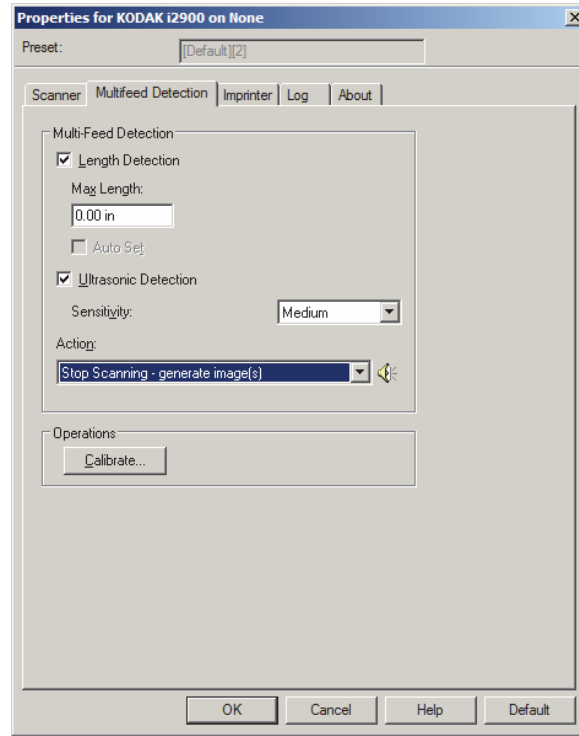 Properties for KODAK i2900 on None
Preset: [Default][2]
Scanner Multifeed Detection Imprinter Log About
Multi-Feed Detection
Length Detection
Max Length:
0.00 in
Auto Set
Ultrasonic Detection
Sensitivity: Medium
Action:
Stop Scanning - generate image(s)
Operations
Calibrate...
OK Cancel Help Default